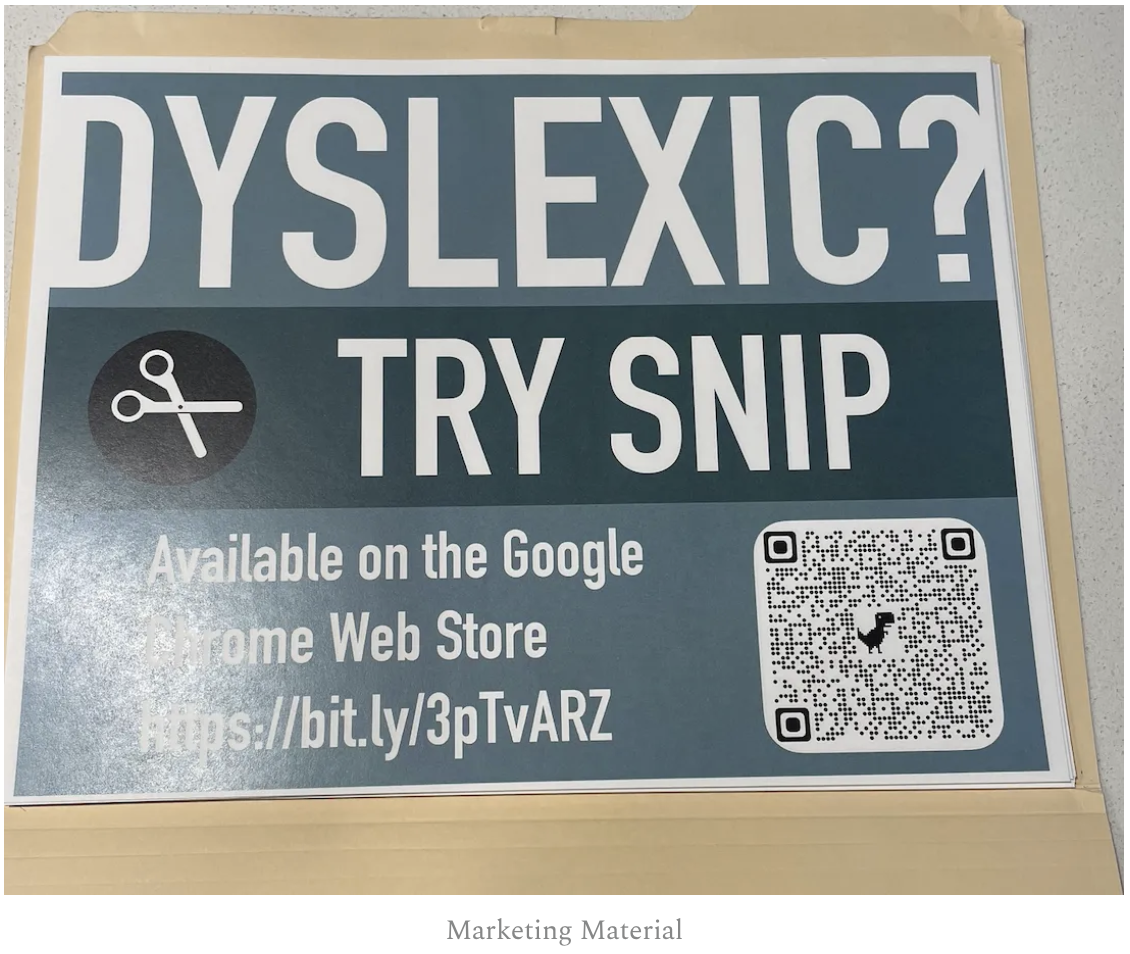 DYSLEXIC?
TRY SNIP
Available on the Google
Chrome Web Store
https://bit.ly/3pTvARZ
Marketing Material